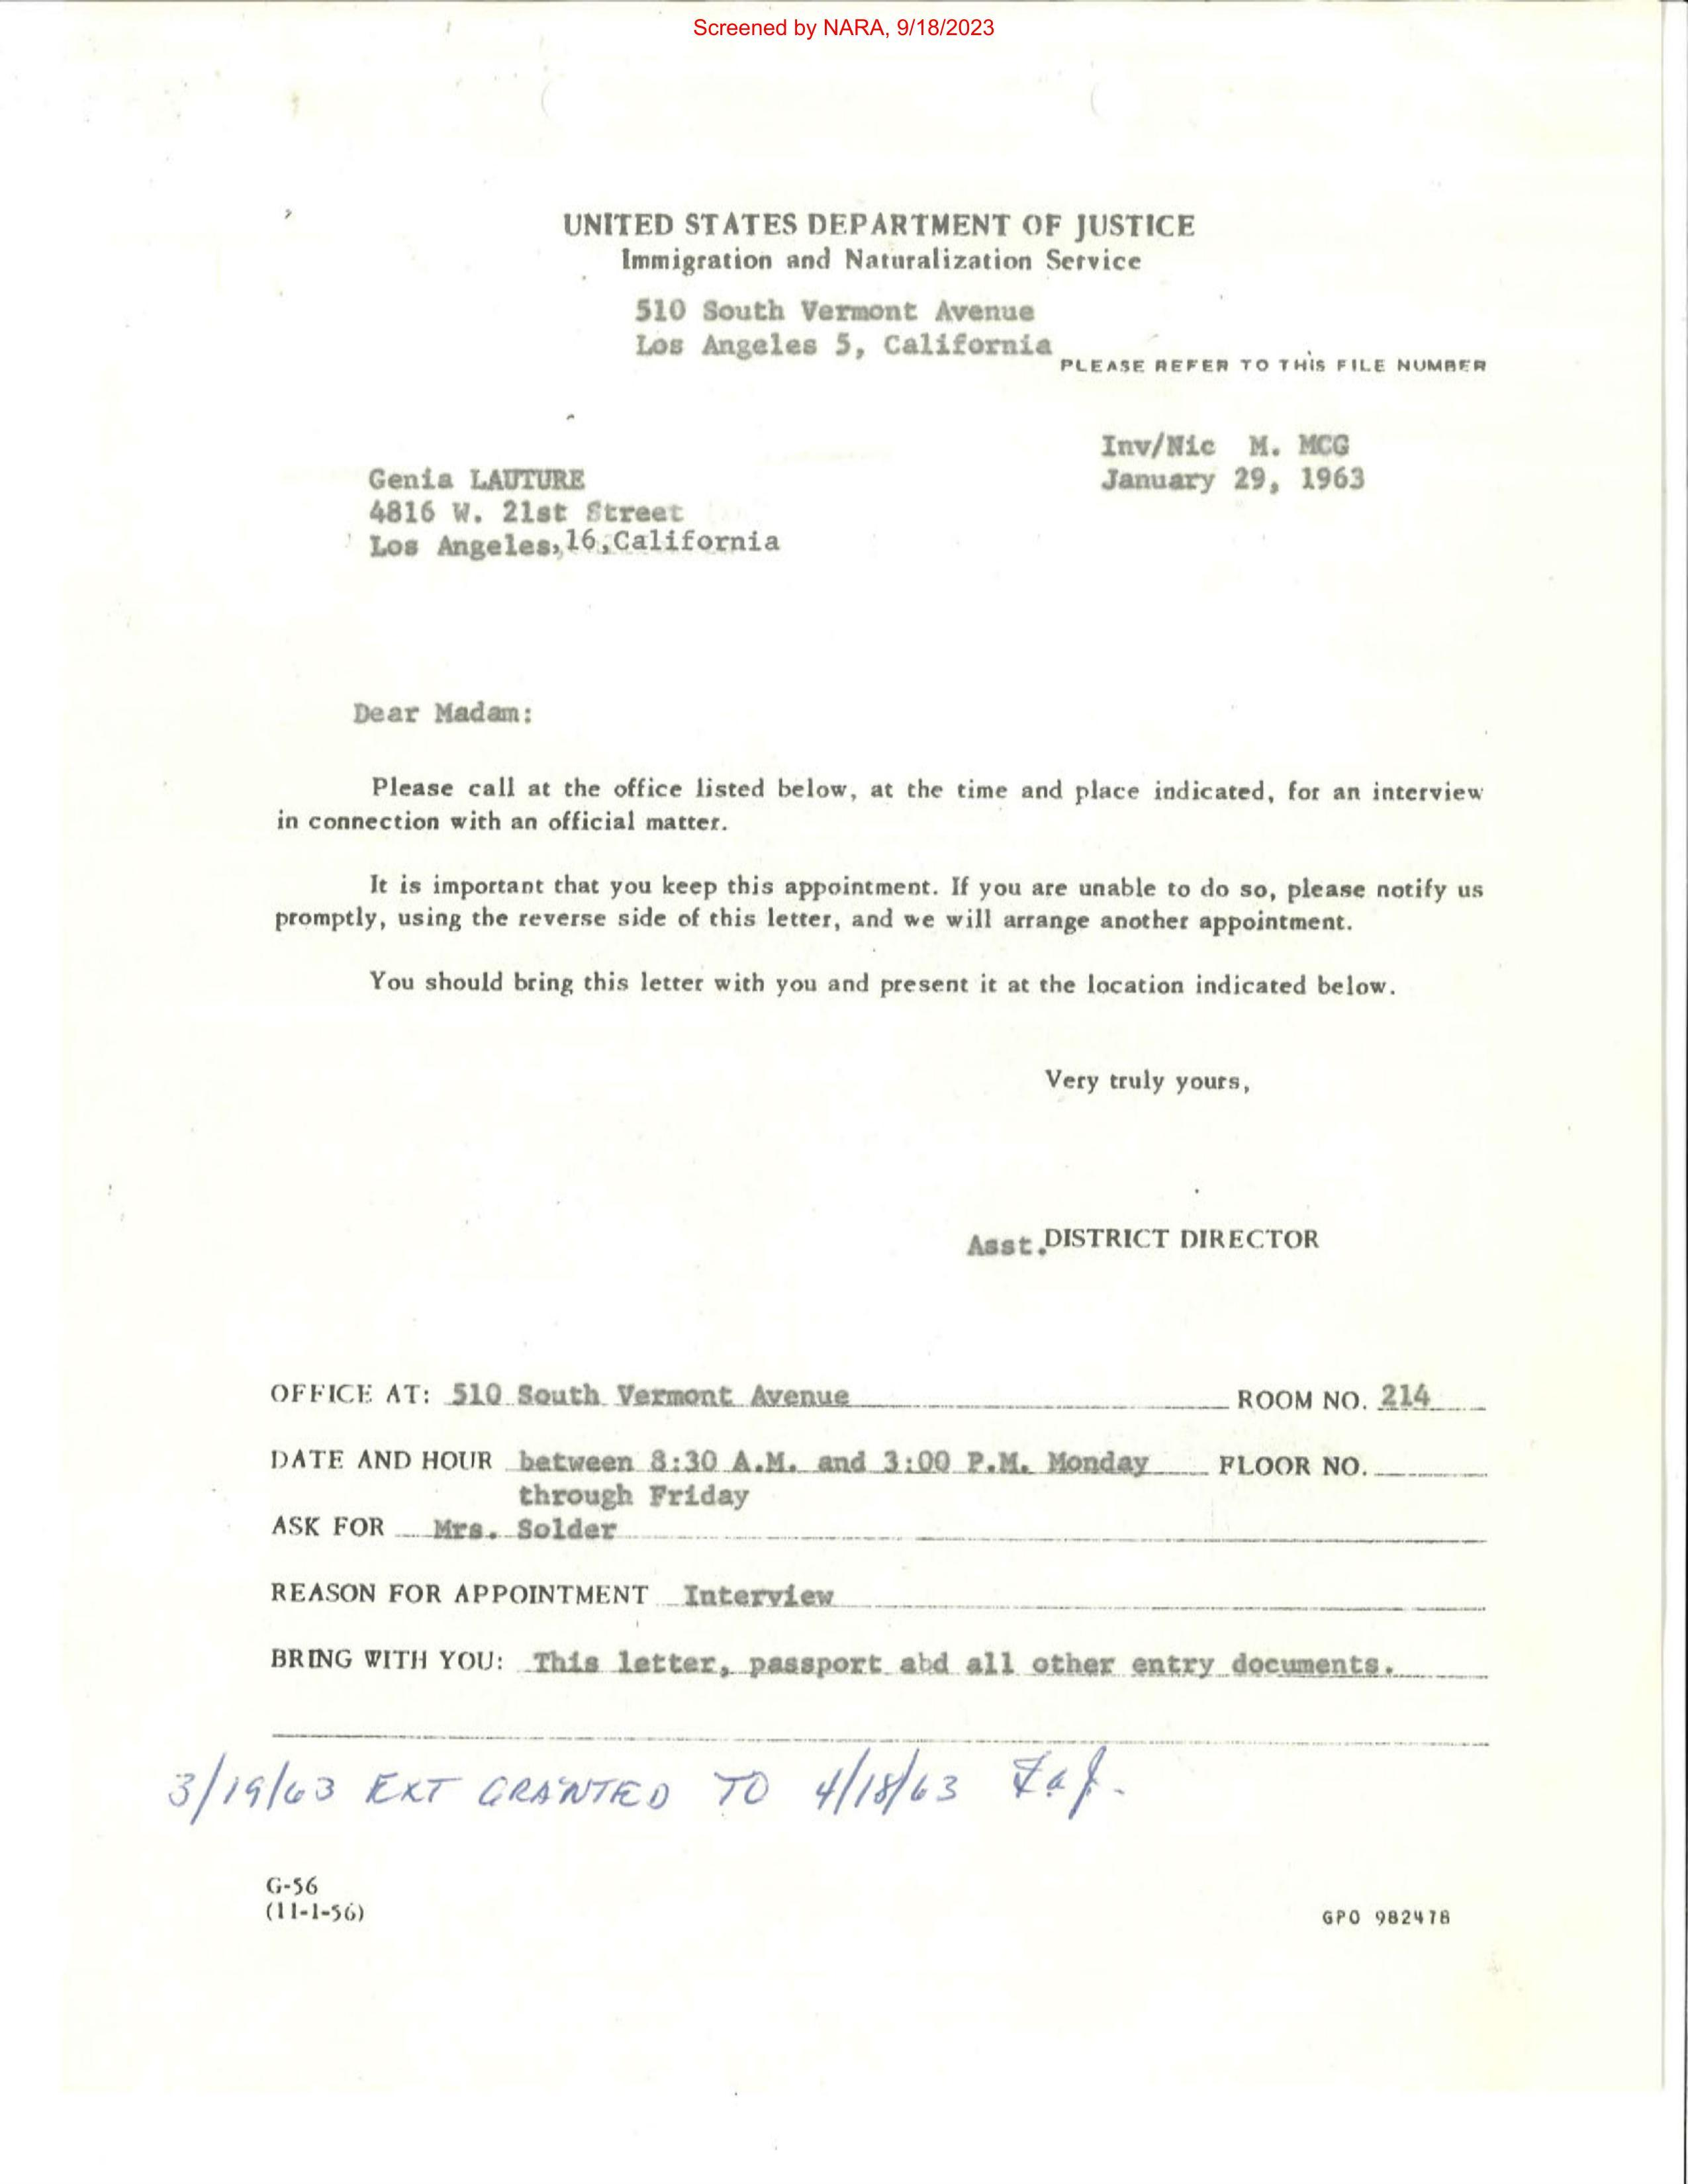 Screened by NARA, 9/18/2023
UNITED STATES DEPARTMENT OF JUSTICE
Immigration and Naturalization Service
510 South Vermont Avenue
Los Angeles 5, California
PLEASE REFER TO THIS FILE NUMBER
Inv/Nic M. MCG
January 29, 1963
Genia LAUTURE
4816 W. 21st Street
Los Angeles,16,California
Dear Madam:
Please call at the office listed below, at the time and place indicated, for an interview
in connection with an official matter.
It is important that you keep this appointment. If you are unable to do so, please notify us
promptly, using the reverse side of this letter, and we will arrange another appointment.
You should bring this letter with you and present it at the location indicated below.
Very truly yours,
Asst. DISTRICT DIRECTOR
OFFICE AT: 510 South Vermont Avenue ROOM NO. 214
DATE AND HOUR between 8:30 A.M. and 3:00 P.M. Monday FLOOR NO.
through Friday
ASK FOR Mrs. Solder
REASON FOR APPOINTMENT Interview
BRING WITH YOU: This letter, passport abd all other entry documents.
3/19/63 EXT GRANTED TO 4/18/63
G-56
(11-1-56)
GPO 982478